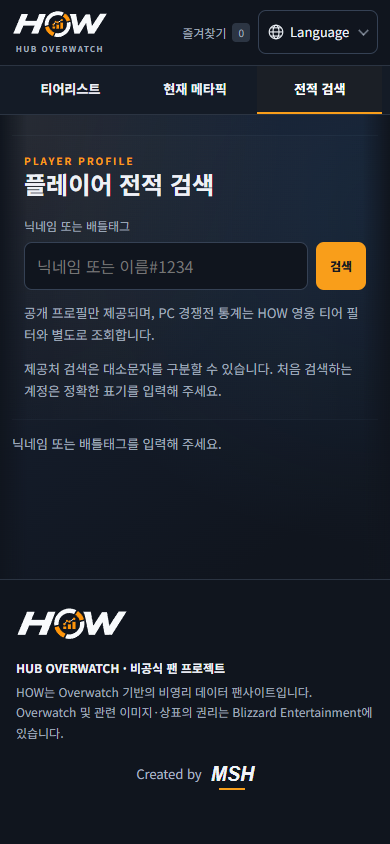 HOW
HUB OVERWATCH
즐겨찾기 0
Language
티어리스트 현재 메타픽 전적 검색
PLAYER PROFILE
플레이어 전적 검색
닉네임 또는 배틀태그
닉네임 또는 이름#1234
검색
공개 프로필만 제공되며, PC 경쟁전 통계는 HOW 영웅 티어 필
터와 별도로 조회합니다.
제공처 검색은 대소문자를 구분할 수 있습니다. 처음 검색하는
계정은 정확한 표기를 입력해 주세요.
닉네임 또는 배틀태그를 입력해 주세요.
HOW
HUB OVERWATCH · 비공식 팬 프로젝트
HOW는 Overwatch 기반의 비영리 데이터 팬사이트입니다.
Overwatch 및 관련 이미지·상표의 권리는 Blizzard Entertainment에
있습니다.
Created by MSH